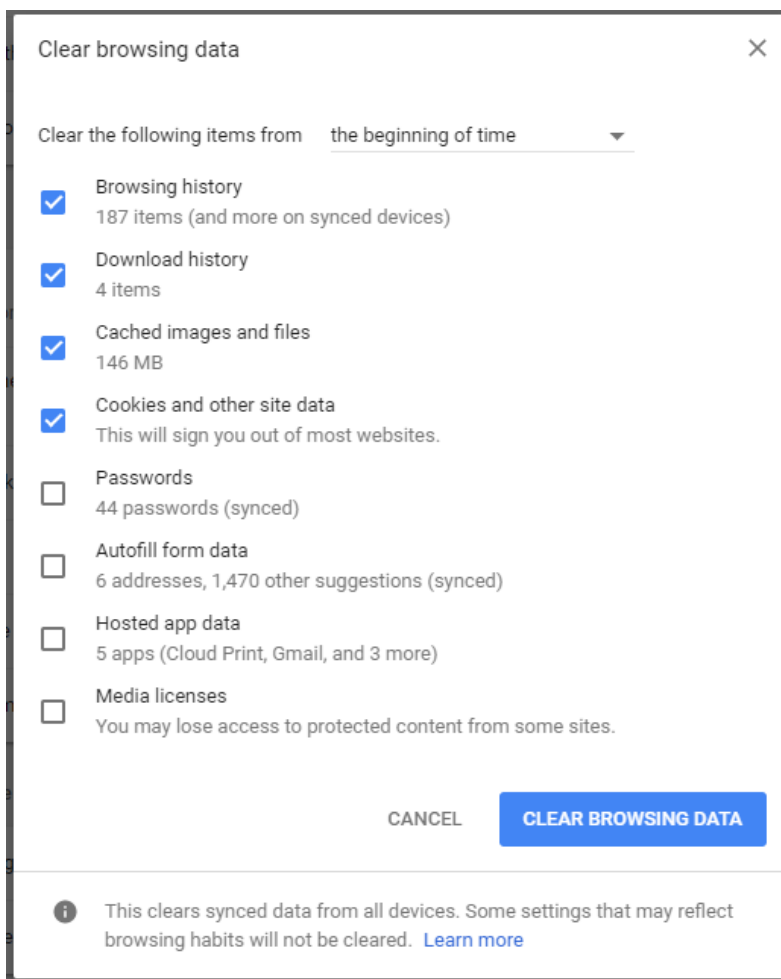 Clear browsing data
Clear the following items from the beginning of time
Browsing history
187 items (and more on synced devices)
Download history
4 items
Cached images and files
146 MB
Cookies and other site data
This will sign you out of most websites.
Passwords
44 passwords (synced)
Autofill form data
6 addresses, 1,470 other suggestions (synced)
Hosted app data
5 apps (Cloud Print, Gmail, and 3 more)
Media licenses
You may lose access to protected content from some sites.
CANCEL CLEAR BROWSING DATA
This clears synced data from all devices. Some settings that may reflect
browsing habits will not be cleared. Learn more